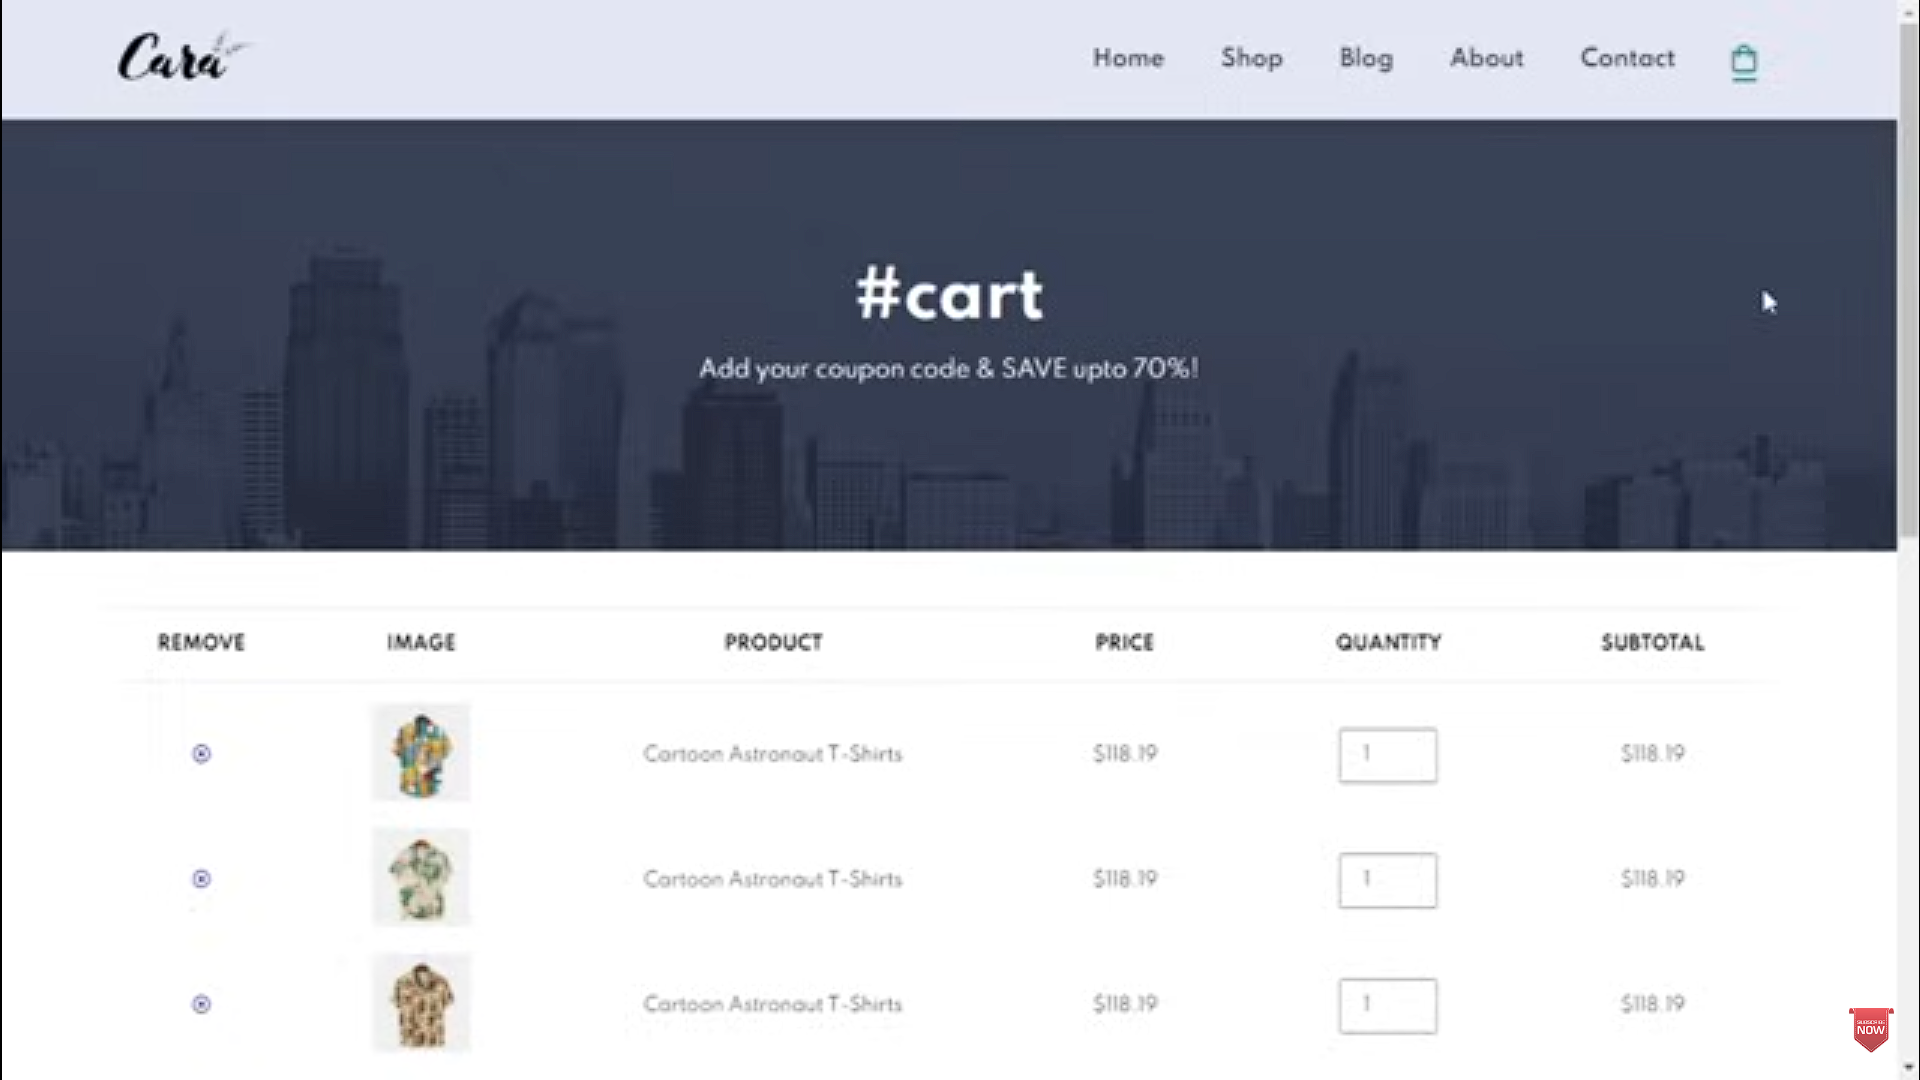 Cara
Home Shop Blog About Contact
#cart
Add your coupon code & SAVE upto 70%!
REMOVE IMAGE PRODUCT PRICE QUANTITY SUBTOTAL
Cartoon Astronaut T-Shirts $118.19 1 $118.19
Cartoon Astronaut T-Shirts $118.19 1 $118.19
Cartoon Astronaut T-Shirts $118.19 1 $118.19
SUBSCRIBE
NOW